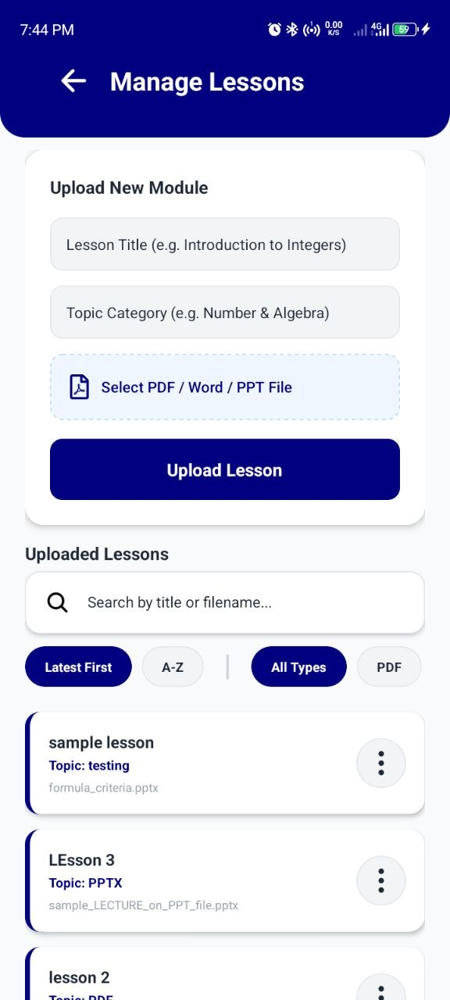 7:44 PM 0.00 K/S 4G 59
Manage Lessons
Upload New Module
Lesson Title (e.g. Introduction to Integers)
Topic Category (e.g. Number & Algebra)
Select PDF / Word / PPT File
Upload Lesson
Uploaded Lessons
Search by title or filename...
Latest First A-Z All Types PDF
sample lesson
Topic: testing
formula_criteria.pptx
LEsson 3
Topic: PPTX
sample_LECTURE_on_PPT_file.pptx
lesson 2
Topic: PDF